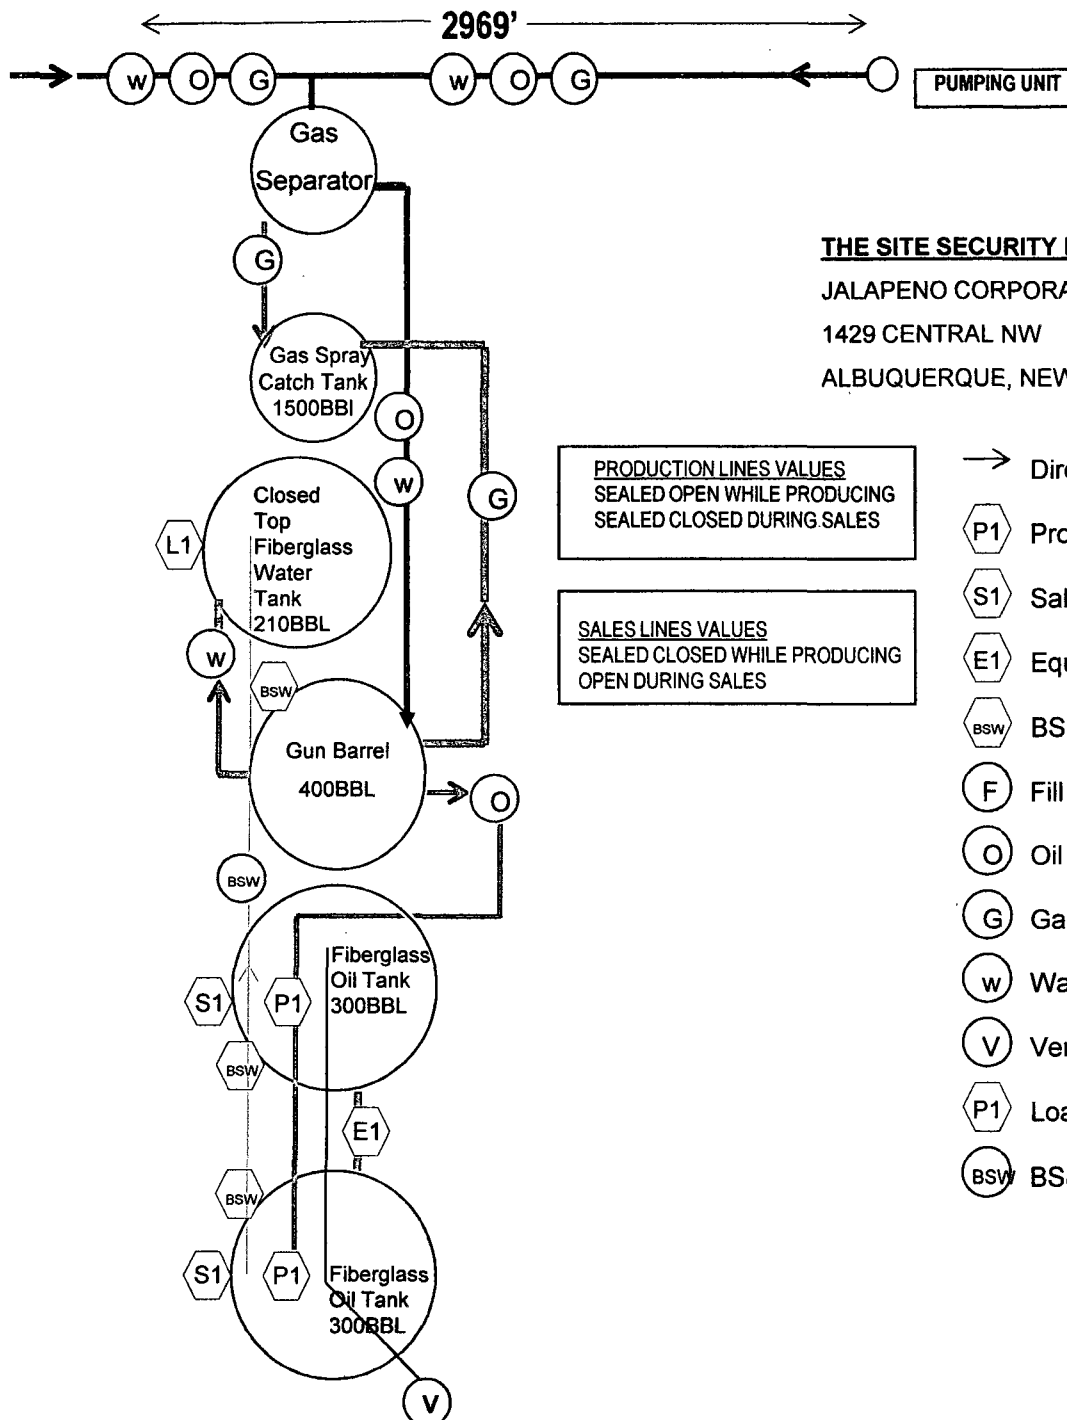 2969'
W O G W O G
PUMPING UNIT
Gas
Separator
G
THE SITE SECURITY
JALAPENO CORPORA
1429 CENTRAL NW
ALBUQUERQUE, NEW
Gas Spray
Catch Tank
1500BBl
O
W
G
PRODUCTION LINES VALUES
SEALED OPEN WHILE PRODUCING
SEALED CLOSED DURING SALES
Closed
Top
Fiberglass
Water
Tank
210BBL
L1
W
SALES LINES VALUES
SEALED CLOSED WHILE PRODUCING
OPEN DURING SALES
BSW
Gun Barrel
400BBL
O
BSW
Fiberglass
Oil Tank
300BBL
S1 P1
BSW
E1
BSW
S1 P1
Fiberglass
Oil Tank
300BBL
V
Dire
P1 Pro
S1 Sal
E1 Equ
BSW BS
F Fill
O Oil
G Ga
W Wa
V Ven
P1 Loa
BSW BS&